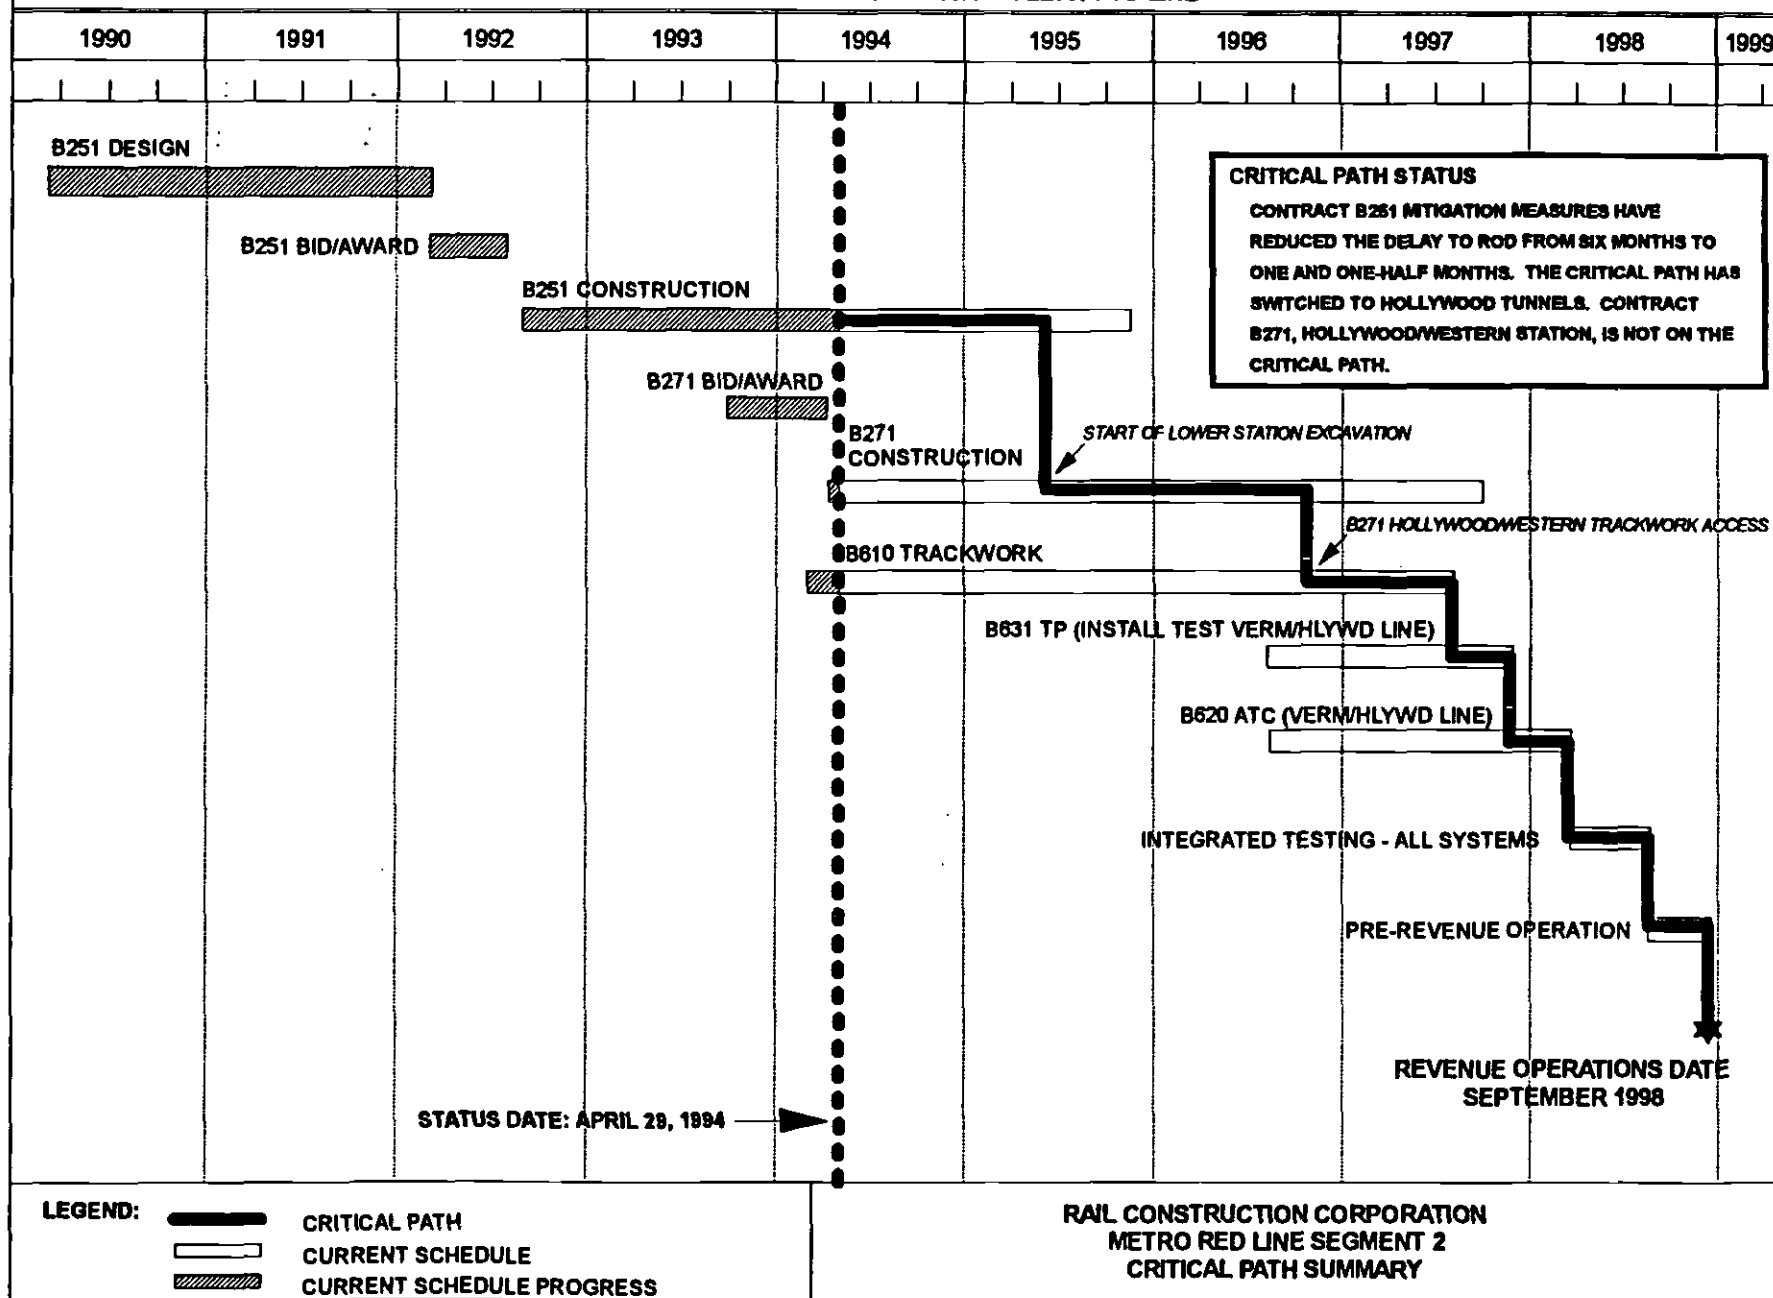 1990 1991 1992 1993 1994 1995 1996 1997 1998 1999
B251 DESIGN
CRITICAL PATH STATUS
CONTRACT B251 MITIGATION MEASURES HAVE
REDUCED THE DELAY TO ROD FROM SIX MONTHS TO
ONE AND ONE-HALF MONTHS. THE CRITICAL PATH HAS
SWITCHED TO HOLLYWOOD TUNNELS. CONTRACT
B271, HOLLYWOOD/WESTERN STATION, IS NOT ON THE
CRITICAL PATH.
B251 BID/AWARD
B251 CONSTRUCTION
B271 BID/AWARD
B271
CONSTRUCTION
START OF LOWER STATION EXCAVATION
B271 HOLLYWOOD/WESTERN TRACKWORK ACCESS
B610 TRACKWORK
B631 TP (INSTALL TEST VERM/HLYWD LINE)
B620 ATC (VERM/HLYWD LINE)
INTEGRATED TESTING - ALL SYSTEMS
PRE-REVENUE OPERATION
REVENUE OPERATIONS DATE
SEPTEMBER 1998
STATUS DATE: APRIL 29, 1994
LEGEND:
CRITICAL PATH
CURRENT SCHEDULE
CURRENT SCHEDULE PROGRESS
RAIL CONSTRUCTION CORPORATION
METRO RED LINE SEGMENT 2
CRITICAL PATH SUMMARY